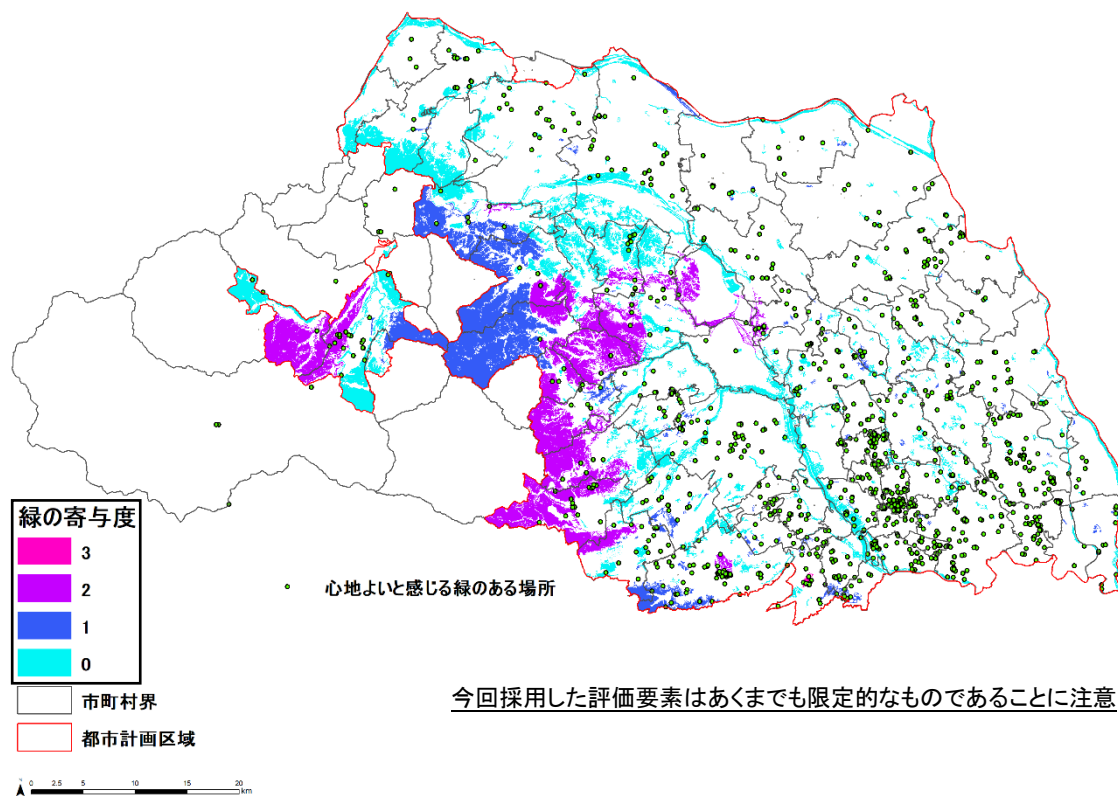 緑の寄与度
3
2
1
0
市町村界
都市計画区域
心地よいと感じる緑のある場所
今回採用した評価要素はあくまでも限定的なものであることに注意
N
0 2.5 5 10 15 20
km